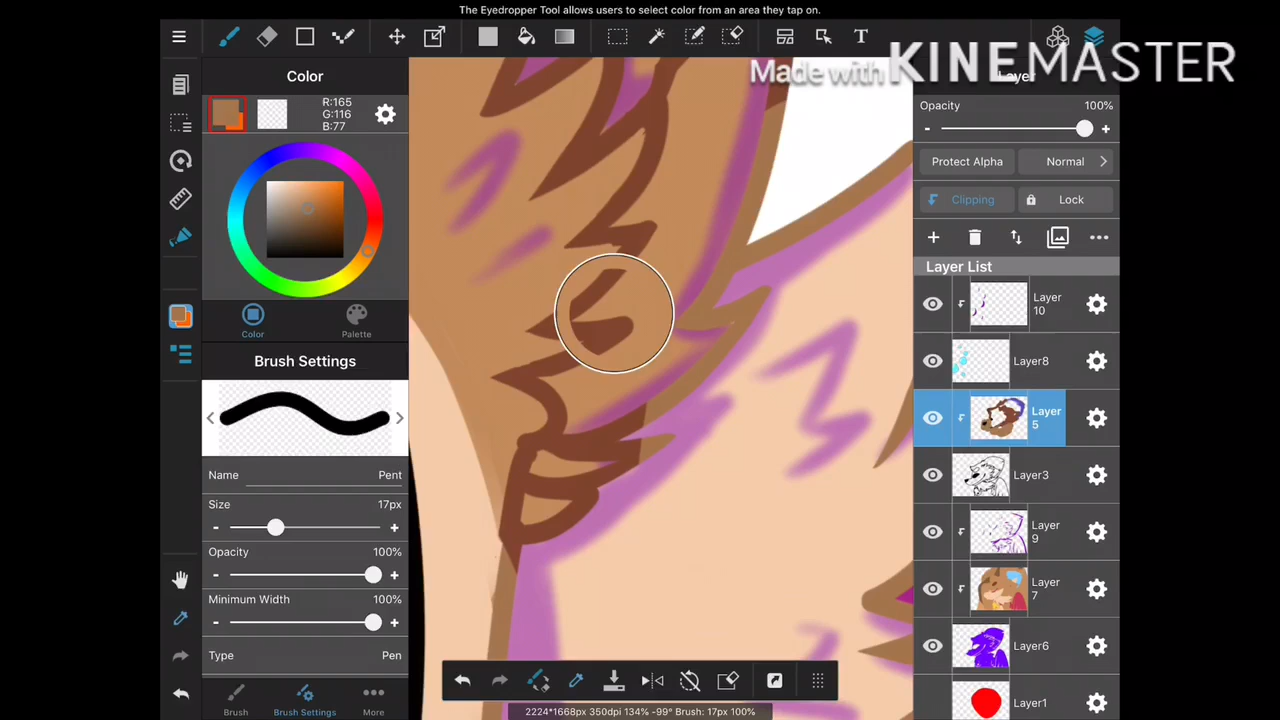 The Eyedropper Tool allows users to select color from an area they tap on.
Made with KINEMASTER
Color
R:165
G:116
B:77
Color
Palette
Brush Settings
Name Pent
Size 17px
- +
Opacity 100%
- +
Minimum Width 100%
- +
Type Pen
Brush
Brush Settings
More
T
2224*1668px 350dpi 134% -99° Brush: 17px 100%
Layer
Opacity 100%
- +
Protect Alpha
Normal
Clipping
Lock
Layer List
Layer
10
Layer8
Layer
5
Layer3
Layer
9
Layer
7
Layer6
Layer1